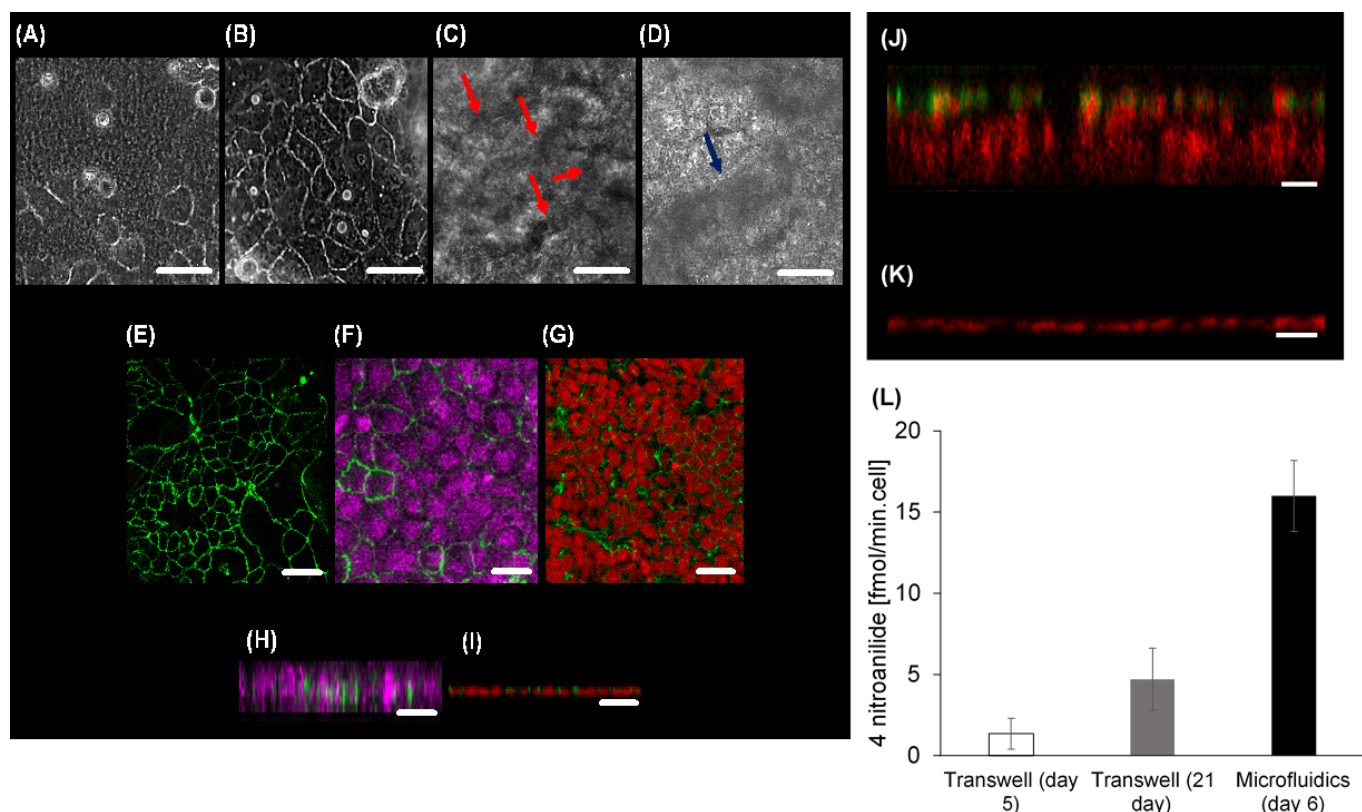 (A)
(B)
(C)
(D)
(E)
(F)
(G)
(H)
(I)
(J)
(K)
(L)
4 nitroanilide [fmol/min.cell]
20
15
10
5
0
Transwell (day
5)
Transwell (21
day)
Microfluidics
(day 6)